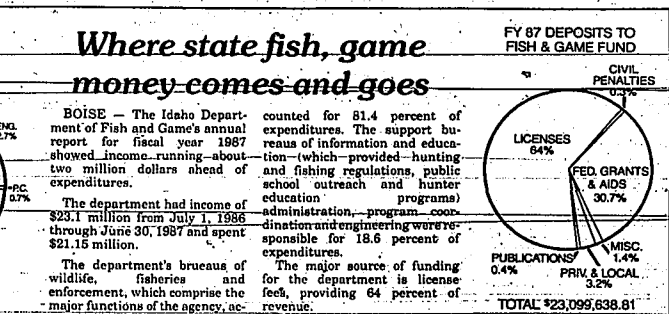 Where state fish, game
money comes and goes
BOISE — The Idaho Depart-
ment of Fish and Game's annual
report for fiscal year 1987
showed income running about
two million dollars ahead of
expenditures.
The department had income of
$23.1 million from July 1, 1986
through June 30, 1987 and spent
$21.15 million.
The department's brueaus of
wildlife, fisheries and
enforcement, which comprise the
major functions of the agency, ac-
counted for 81.4 percent of
expenditures. The support bu-
reaus of information and educa-
tion (which provided hunting
and fishing regulations, public
school outreach and hunter
education programs)
administration, program coor-
dination and engineering were re-
sponsible for 18.6 percent of
expenditures.
The major source of funding
for the department is license
fees, providing 64 percent of
revenue.
FY 87 DEPOSITS TO
FISH & GAME FUND
CIVIL
PENALTIES
0.3%
LICENSES
64%
FED. GRANTS
& AIDS
30.7%
MISC.
1.4%
PUBLICATIONS
0.4%
PRIV. & LOCAL
3.2%
TOTAL $23,099,638.81
ENG.
2.7%
P.C.
0.7%